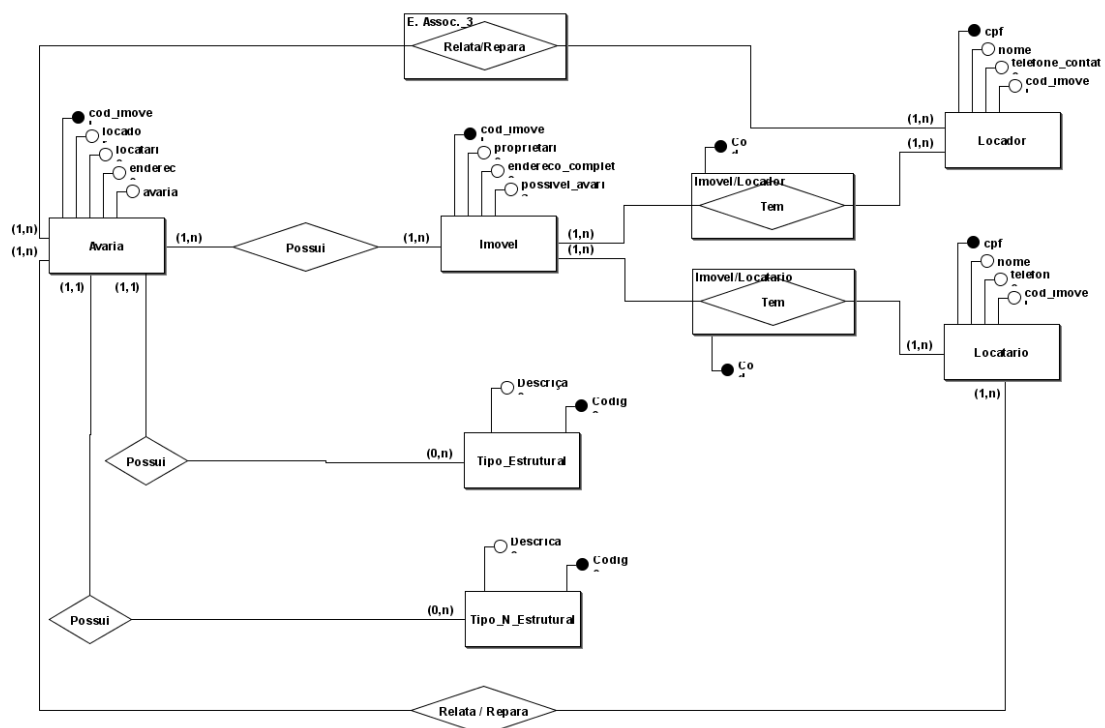 E. Assoc._3
Relata/Repara
cpf
nome
telefone_contat
cod_imove
(1,n)
(1,n)
Locador
cod_imove
locado
locatari
enderec
avaria
(1,n)
(1,n)
Avaria
(1,n)
Possui
(1,n)
cod_imove
proprietari
endereco_complet
possivel_avari
Imovel
(1,n)
(1,n)
Co
Imovel/Locador
Tem
Imovel/Locatario
Tem
Co
cpf
nome
telefon
cod_imove
(1,n)
Locatario
(1,n)
(1,1)
(1,1)
Descriça
Codig
Possui
(0,n)
Tipo_Estrutural
Descrica
Codig
Possui
(0,n)
Tipo_N_Estrutural
Relata / Repara